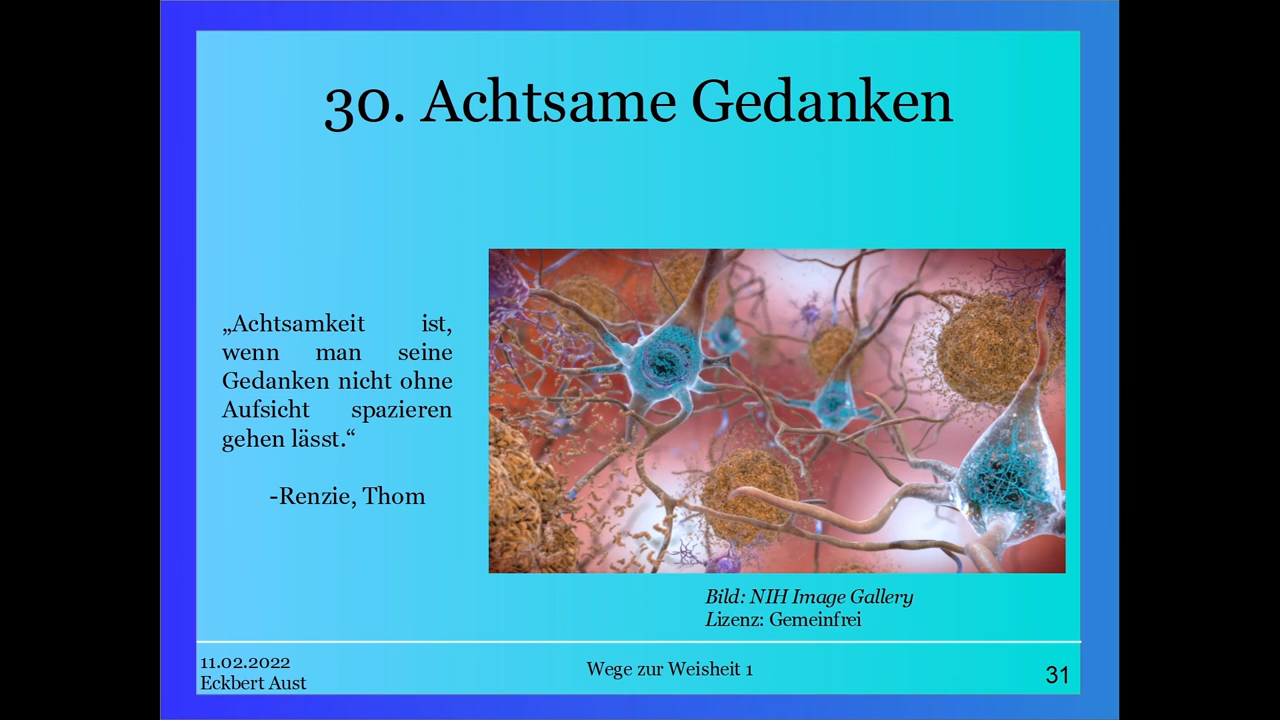 30. Achtsame Gedanken
„Achtsamkeit ist,
wenn man seine
Gedanken nicht ohne
Aufsicht spazieren
gehen lässt.“
-Renzie, Thom
Bild: NIH Image Gallery
Lizenz: Gemeinfrei
11.02.2022
Eckbert Aust
Wege zur Weisheit 1
31